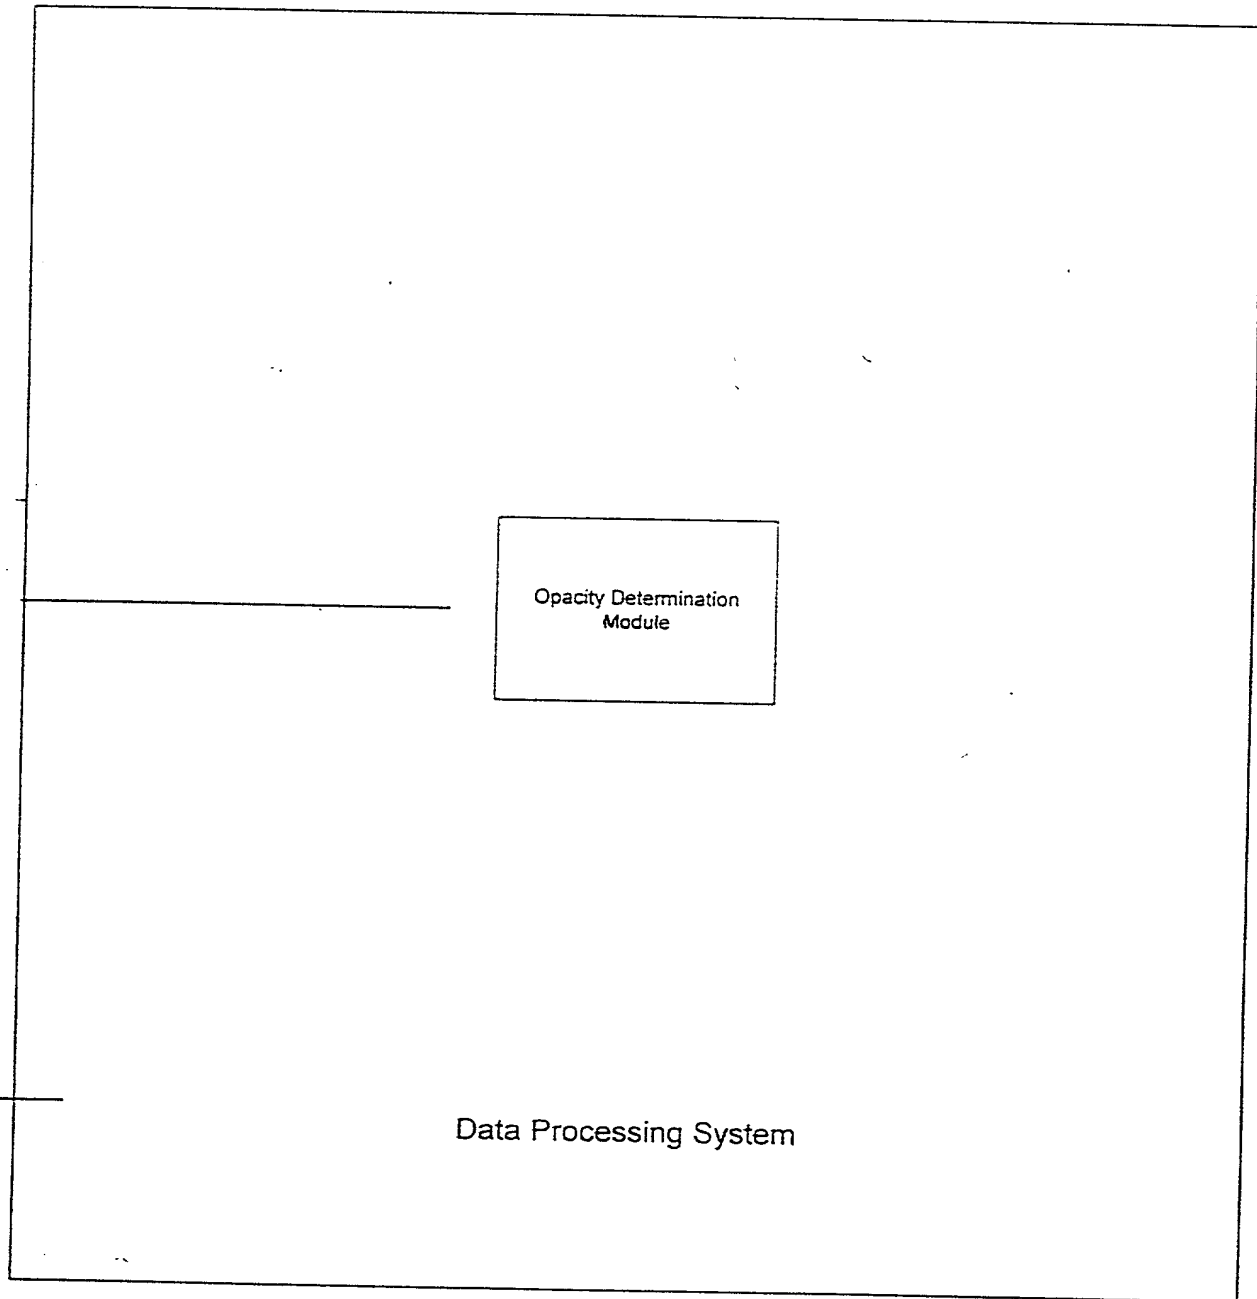 Opacity Determination
Module
Data Processing System